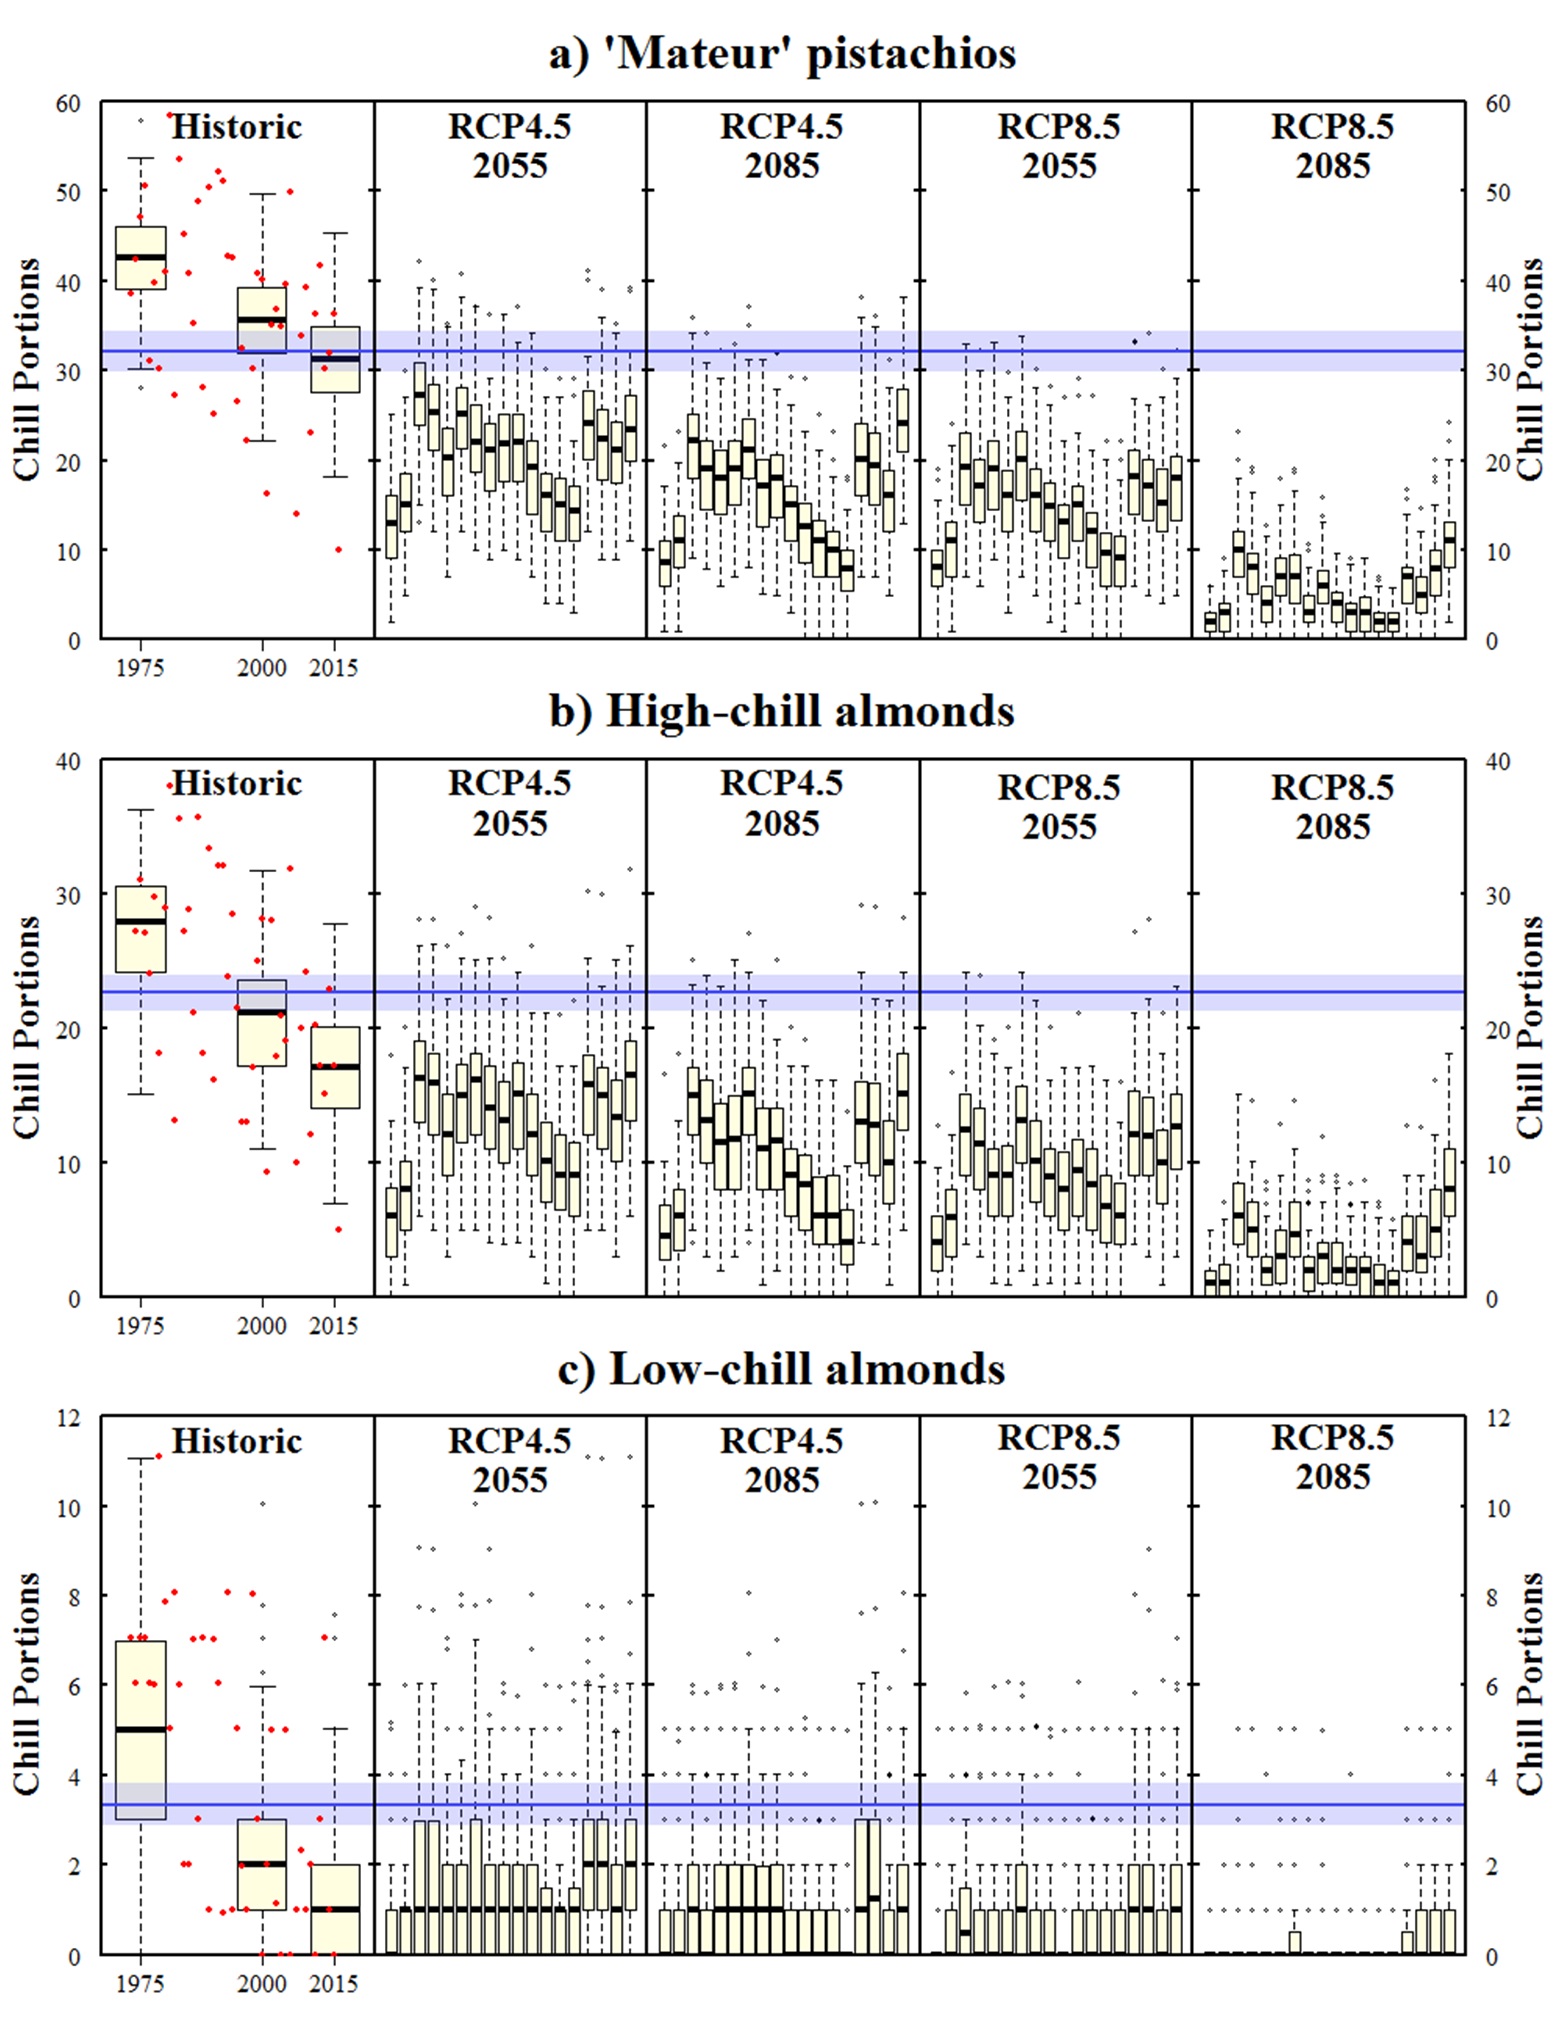 a) 'Mateur' pistachios
Historic RCP4.5 RCP4.5 RCP8.5 RCP8.5
2055 2085 2055 2085
Chill Portions
60
50
40
30
20
10
0
60
50
40
30
20
10
0
Chill Portions
1975 2000 2015
b) High-chill almonds
Historic RCP4.5 RCP4.5 RCP8.5 RCP8.5
2055 2085 2055 2085
Chill Portions
40
30
20
10
0
40
30
20
10
0
Chill Portions
1975 2000 2015
c) Low-chill almonds
Historic RCP4.5 RCP4.5 RCP8.5 RCP8.5
2055 2085 2055 2085
Chill Portions
12
10
8
6
4
2
0
12
10
8
6
4
2
0
Chill Portions
1975 2000 2015